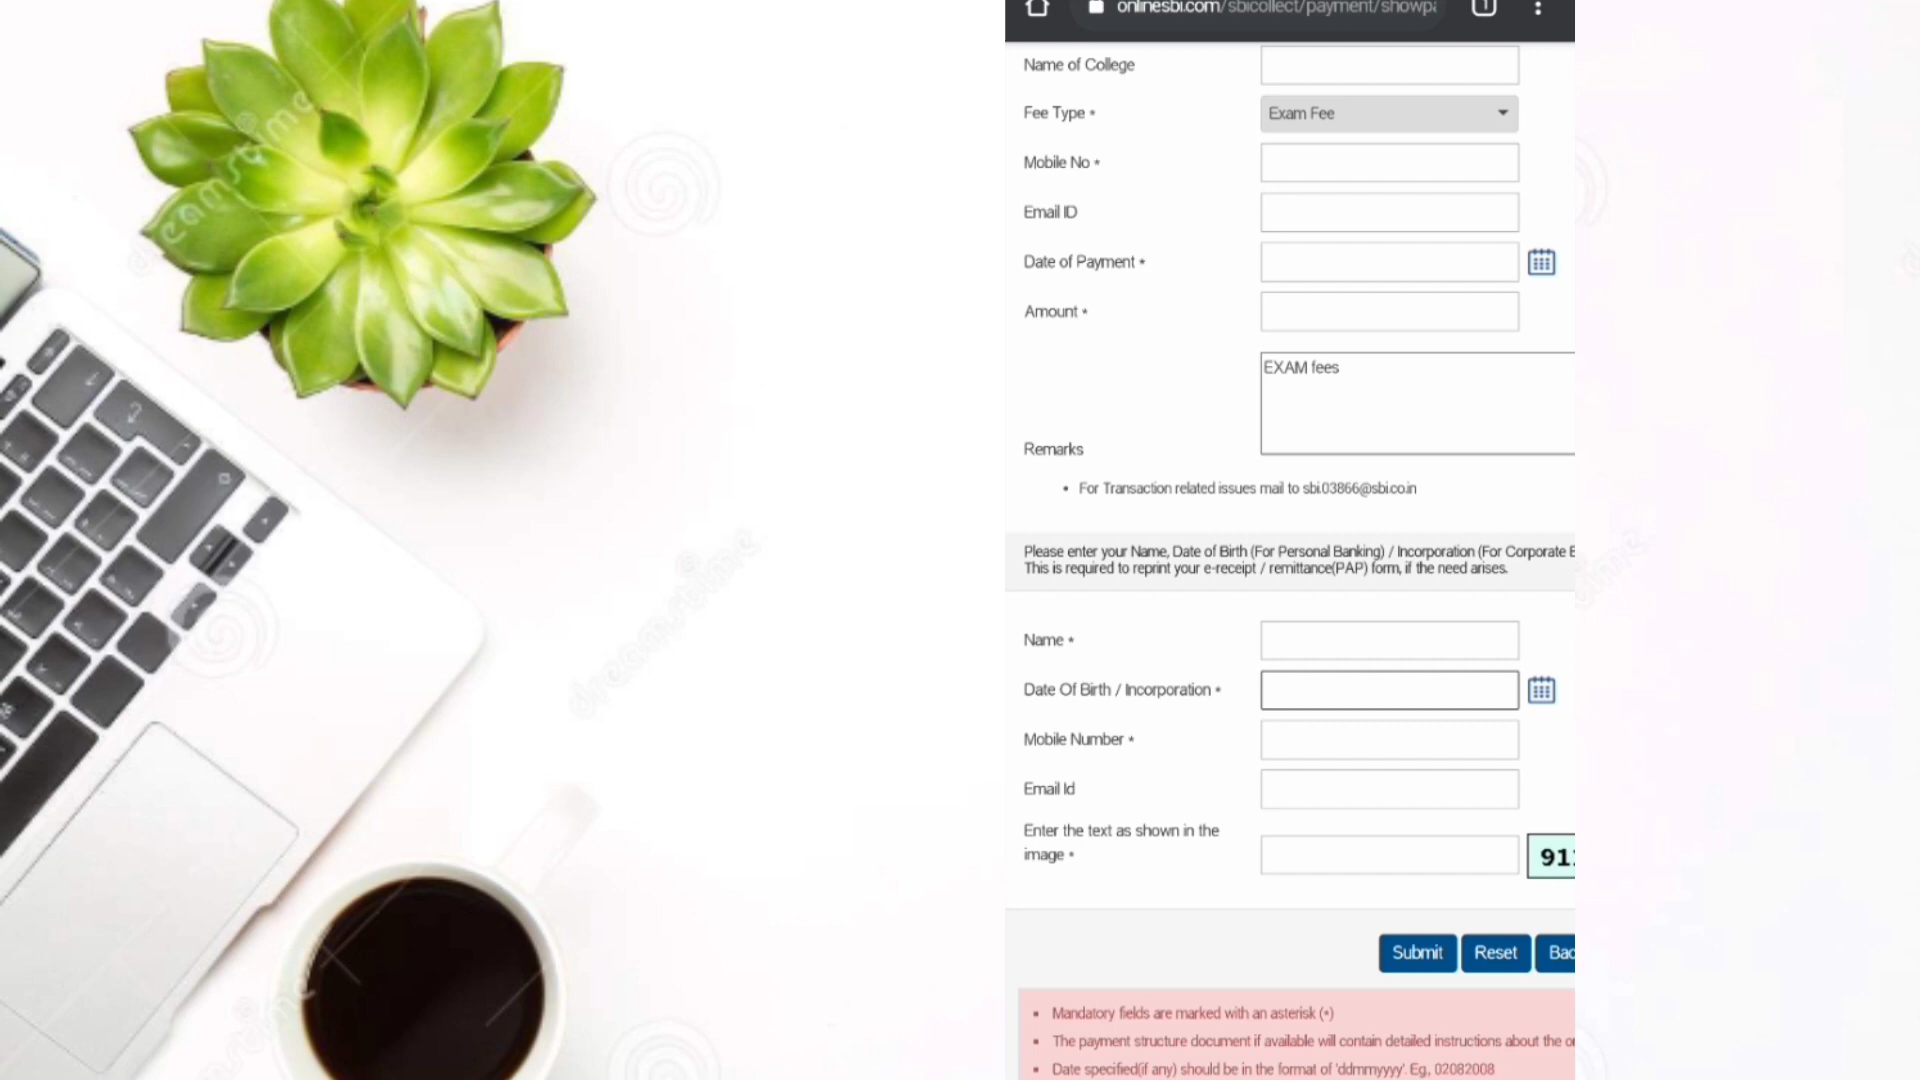 onlinesbi.com/sbicollect/payment/showpa
1
Name of College
Fee Type *
Exam Fee
Mobile No *
Email ID
Date of Payment *
Amount *
EXAM fees
Remarks
• For Transaction related issues mail to sbi.03866@sbi.co.in
Please enter your Name, Date of Birth (For Personal Banking) / Incorporation (For Corporate
This is required to reprint your e-receipt / remittance(PAP) form, if the need arises.
Name *
Date Of Birth / Incorporation *
Mobile Number *
Email Id
Enter the text as shown in the
image *
Submit Reset
• Mandatory fields are marked with an asterisk (*)
• The payment structure document if available will contain detailed instructions about the
• Date specified(if any) should be in the format of 'ddmmyyyy'. Eg., 02082008
dreamstime
dreamstime